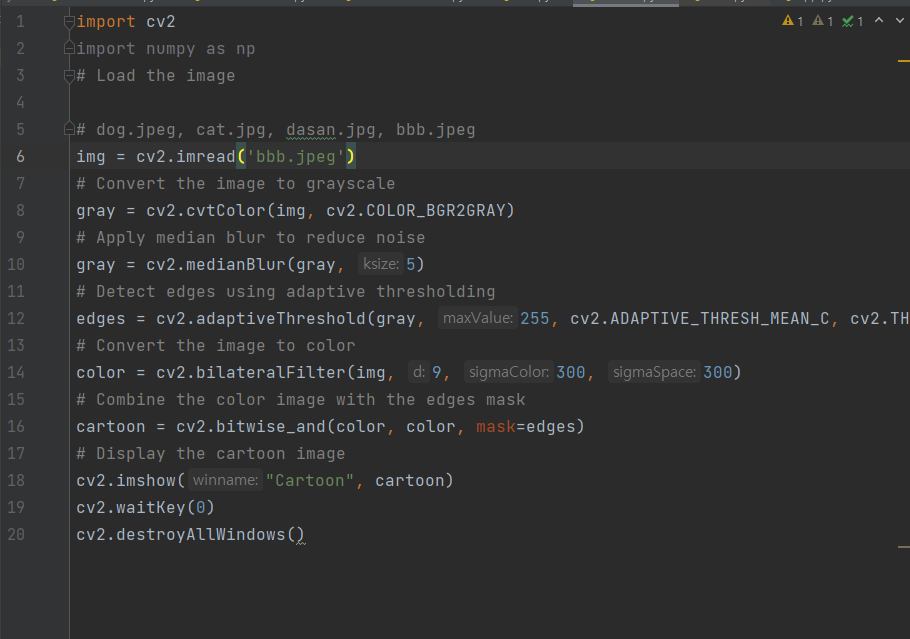 1 import cv2
2 import numpy as np
3 # Load the image
4
5 # dog.jpeg, cat.jpg, dasan.jpg, bbb.jpeg
6 img = cv2.imread('bbb.jpeg')
7 # Convert the image to grayscale
8 gray = cv2.cvtColor(img, cv2.COLOR_BGR2GRAY)
9 # Apply median blur to reduce noise
10 gray = cv2.medianBlur(gray, ksize: 5)
11 # Detect edges using adaptive thresholding
12 edges = cv2.adaptiveThreshold(gray, maxValue: 255, cv2.ADAPTIVE_THRESH_MEAN_C, cv2.TH
13 # Convert the image to color
14 color = cv2.bilateralFilter(img, d: 9, sigmaColor: 300, sigmaSpace: 300)
15 # Combine the color image with the edges mask
16 cartoon = cv2.bitwise_and(color, color, mask=edges)
17 # Display the cartoon image
18 cv2.imshow( winname: "Cartoon", cartoon)
19 cv2.waitKey(0)
20 cv2.destroyAllWindows()
1 1 1